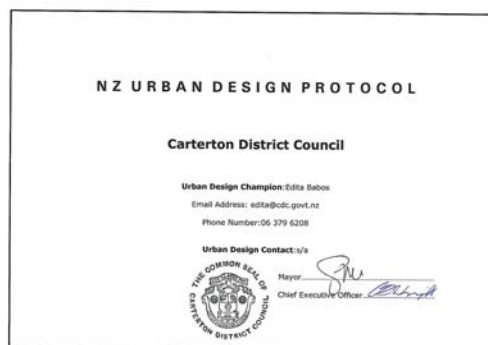 NZ URBAN DESIGN PROTOCOL
Carterton District Council
Urban Design Champion:Edita Babos
Email Address: edita@cdc.govt.nz
Phone Number:06 379 6208
Urban Design Contact:n/a
THE COMMON SEAL OF
CARTERTON DISTRICT COUNCIL
Mayor
Chief Executive Officer